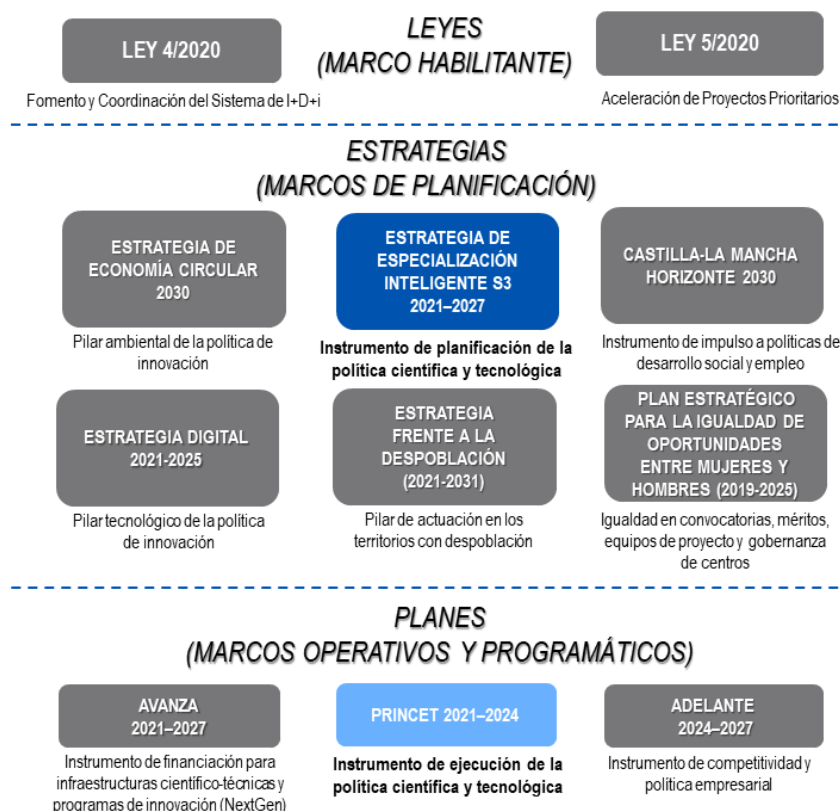 LEY 4/2020
LEYES
(MARCO HABILITANTE)
LEY 5/2020
Fomento y Coordinación del Sistema de I+D+i
Aceleración de Proyectos Prioritarios
ESTRATEGIAS
(MARCOS DE PLANIFICACIÓN)
ESTRATEGIA DE
ECONOMÍA CIRCULAR
2030
Pilar ambiental de la política de
innovación
ESTRATEGIA DE
ESPECIALIZACIÓN
INTELIGENTE S3
2021–2027
Instrumento de planificación de la
política científica y tecnológica
CASTILLA-LA MANCHA
HORIZONTE 2030
Instrumento de impulso a políticas de
desarrollo social y empleo
ESTRATEGIA DIGITAL
2021-2025
Pilar tecnológico de la política
de innovación
ESTRATEGIA
FRENTE A LA
DESPOBLACIÓN
(2021-2031)
Pilar de actuación en los
territorios con despoblación
PLAN ESTRATÉGICO
PARA LA IGUALDAD DE
OPORTUNIDADES
ENTRE MUJERES Y
HOMBRES (2019-2025)
Igualdad en convocatorias, méritos,
equipos de proyecto y gobernanza
de centros
PLANES
(MARCOS OPERATIVOS Y PROGRAMÁTICOS)
AVANZA
2021–2027
Instrumento de financiación para
infraestructuras científico-técnicas y
programas de innovación (NextGen)
PRINCET 2021–2024
Instrumento de ejecución de la
política científica y tecnológica
ADELANTE
2024–2027
Instrumento de competitividad y
política empresarial